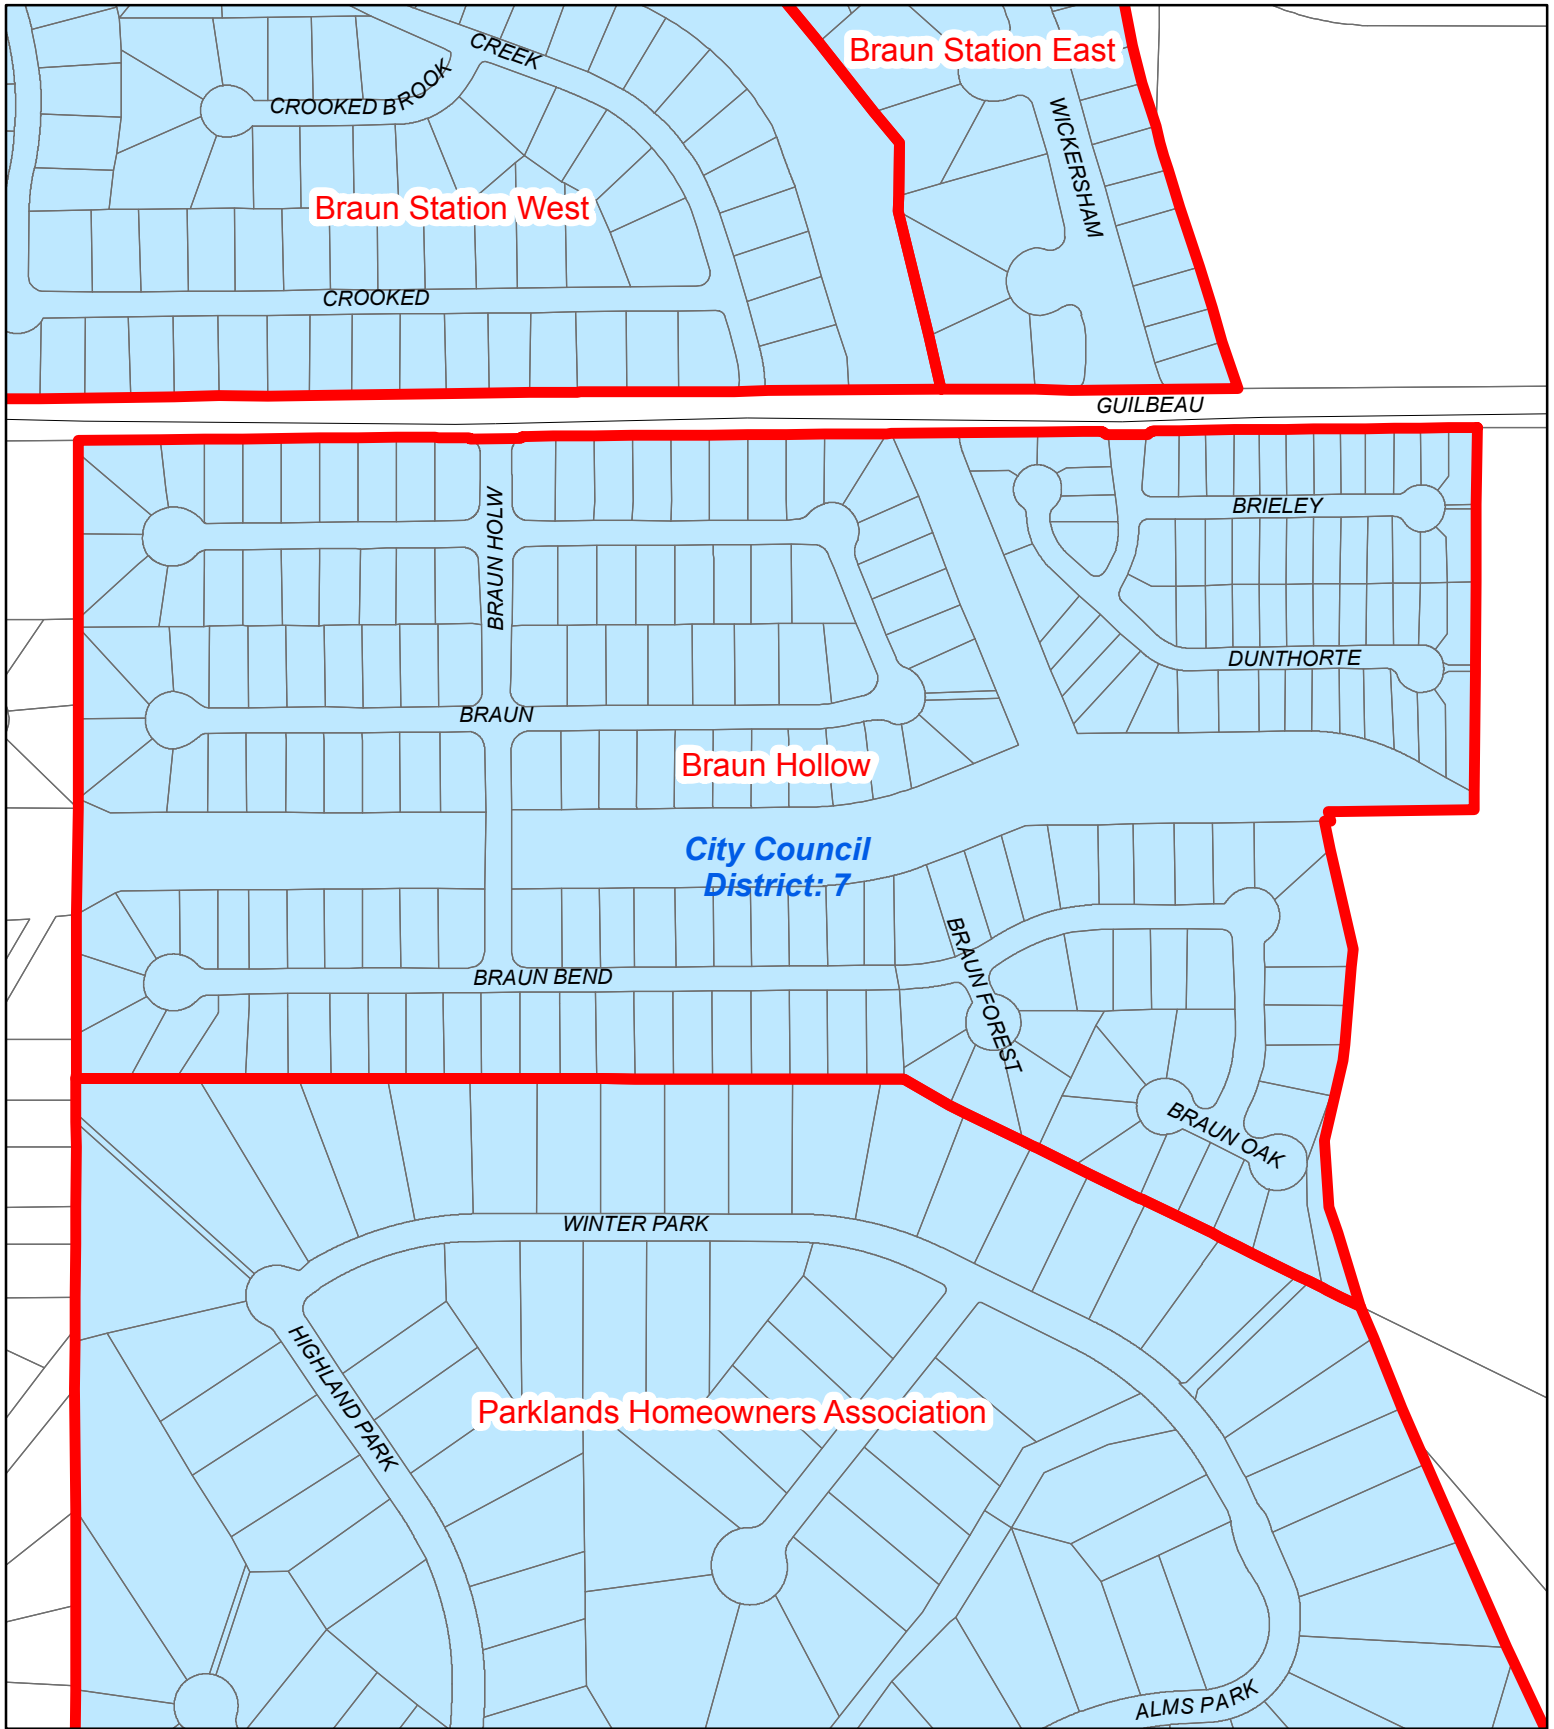 Braun Station East
CREEK
CROOKED BROOK
WICKERSHAM
Braun Station West
CROOKED
GUILBEAU
BRAUN HOLW
BRIELEY
DUNTHORTE
BRAUN
Braun Hollow
City Council
District: 7
BRAUN FOREST
BRAUN BEND
BRAUN OAK
WINTER PARK
HIGHLAND PARK
Parklands Homeowners Association
ALMS PARK